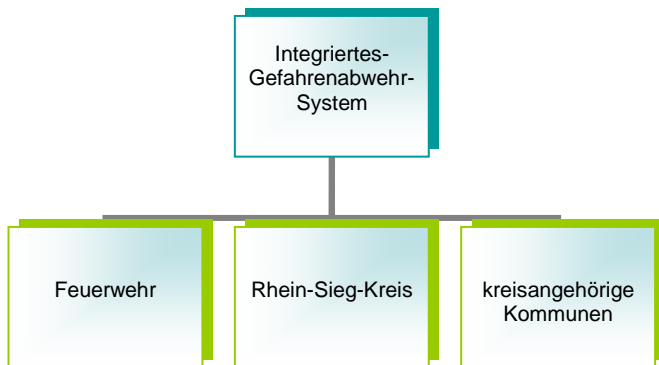 Integriertes-
Gefahrenabwehr-
System
Feuerwehr
Rhein-Sieg-Kreis
kreisangehörige
Kommunen